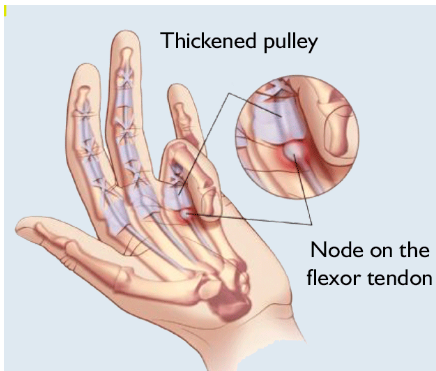 Thickened pulley
Node on the
flexor tendon